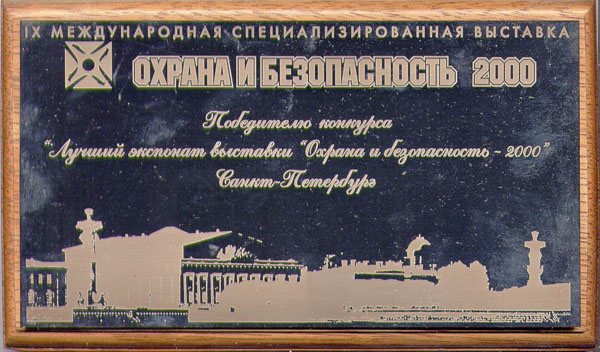 IX МЕЖДУНАРОДНАЯ СПЕЦИАЛИЗИРОВАННАЯ ВЫСТАВКА
ОХРАНА И БЕЗОПАСНОСТЬ 2000
Победителю конкурса
"Лучший экспонат выставки "Охрана и безопасность - 2000"
Санкт-Петербург